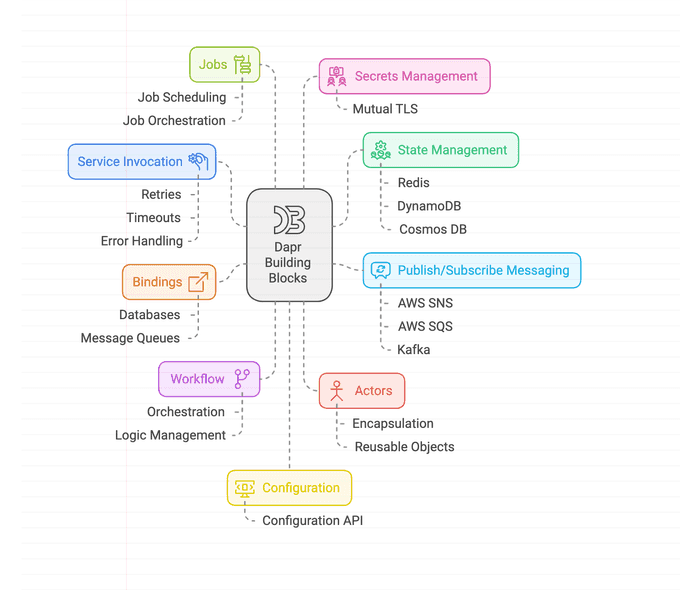 Jobs
Job Scheduling
Job Orchestration
Secrets Management
Mutual TLS
Service Invocation
Retries
Timeouts
Error Handling
State Management
Redis
DynamoDB
Cosmos DB
Dapr
Building
Blocks
Bindings
Databases
Message Queues
Publish/Subscribe Messaging
AWS SNS
AWS SQS
Kafka
Workflow
Orchestration
Logic Management
Actors
Encapsulation
Reusable Objects
Configuration
Configuration API